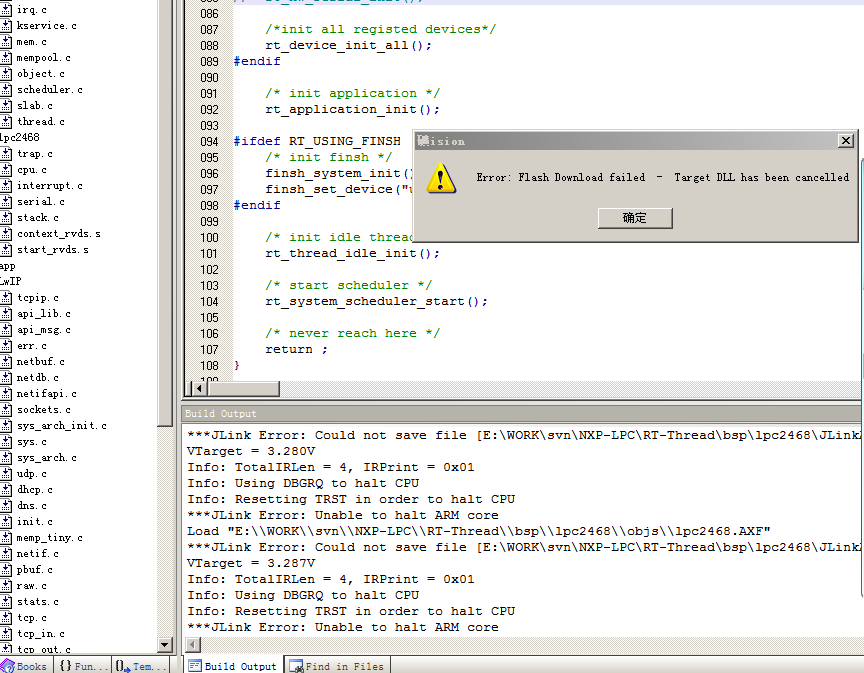 irq.c
kservice.c
mem.c
mempool.c
object.c
scheduler.c
slab.c
thread.c
lpc2468
trap.c
cpu.c
interrupt.c
serial.c
stack.c
context_rvds.s
start_rvds.s
app
LwIP
tcpip.c
api_lib.c
api_msg.c
err.c
netbuf.c
netdb.c
netifapi.c
sockets.c
sys_arch_init.c
sys.c
sys_arch.c
udp.c
dhcp.c
dns.c
init.c
memp_tiny.c
netif.c
pbuf.c
raw.c
stats.c
tcp.c
tcp_in.c
tcp_out.c
Books
{} Fun...
Tem...
086
087 /*init all registed devices*/
088 rt_device_init_all();
089 #endif
090
091 /* init application */
092 rt_application_init();
093
094 #ifdef RT_USING_FINSH
095 /* init finsh */
096 finsh_system_init()
097 finsh_set_device("u
098 #endif
099
100 /* init idle thread
101 rt_thread_idle_init();
102
103 /* start scheduler */
104 rt_system_scheduler_start();
105
106 /* never reach here */
107 return ;
108 }
109
ision
Error: Flash Download failed - Target DLL has been cancelled
确定
Build Output
***JLink Error: Could not save file [E:\WORK\svn\NXP-LPC\RT-Thread\bsp\lpc2468\JLink
VTarget = 3.280V
Info: TotalIRLen = 4, IRPrint = 0x01
Info: Using DBGRQ to halt CPU
Info: Resetting TRST in order to halt CPU
***JLink Error: Unable to halt ARM core
Load "E:\\WORK\\svn\\NXP-LPC\\RT-Thread\\bsp\\lpc2468\\objs\\lpc2468.AXF"
***JLink Error: Could not save file [E:\WORK\svn\NXP-LPC\RT-Thread\bsp\lpc2468\JLink
VTarget = 3.287V
Info: TotalIRLen = 4, IRPrint = 0x01
Info: Using DBGRQ to halt CPU
Info: Resetting TRST in order to halt CPU
***JLink Error: Unable to halt ARM core
Build Output
Find in Files